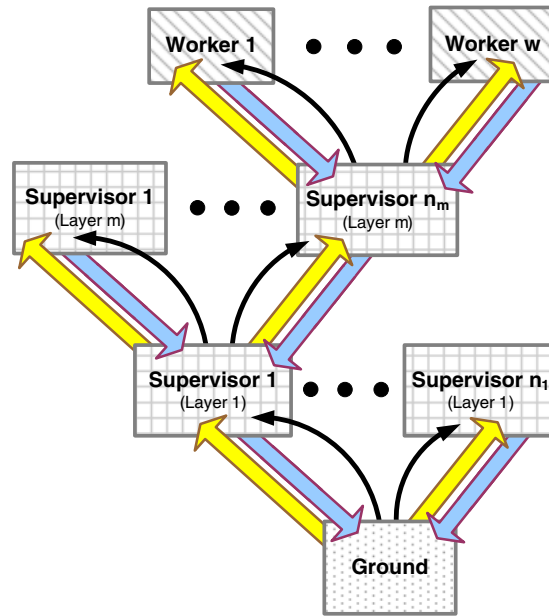 Worker 1
Worker w
Supervisor 1
(Layer m)
Supervisor nm
(Layer m)
Supervisor 1
(Layer 1)
Supervisor n1
(Layer 1)
Ground